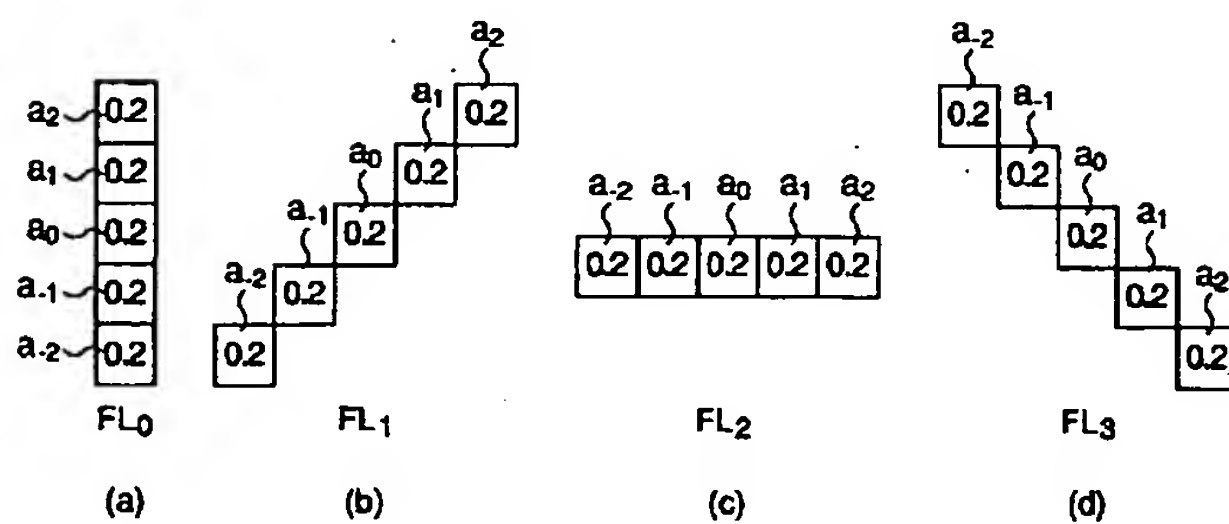 a₂ 0.2
a₁ 0.2
a₀ 0.2
a₋₁ 0.2
a₋₂ 0.2
FL₀
(a)
a₂
0.2
a₁
0.2
a₀
0.2
a₋₁
0.2
a₋₂
0.2
FL₁
(b)
a₋₂ a₋₁ a₀ a₁ a₂
0.2 0.2 0.2 0.2 0.2
FL₂
(c)
a₋₂
0.2
a₋₁
0.2
a₀
0.2
a₁
0.2
a₂
0.2
FL₃
(d)